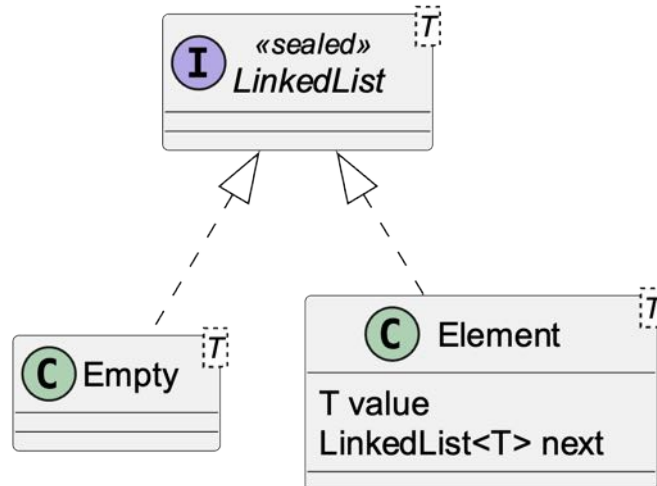 T
I
«sealed»
LinkedList
T
C Empty
T
C Element
T value
LinkedList<T> next